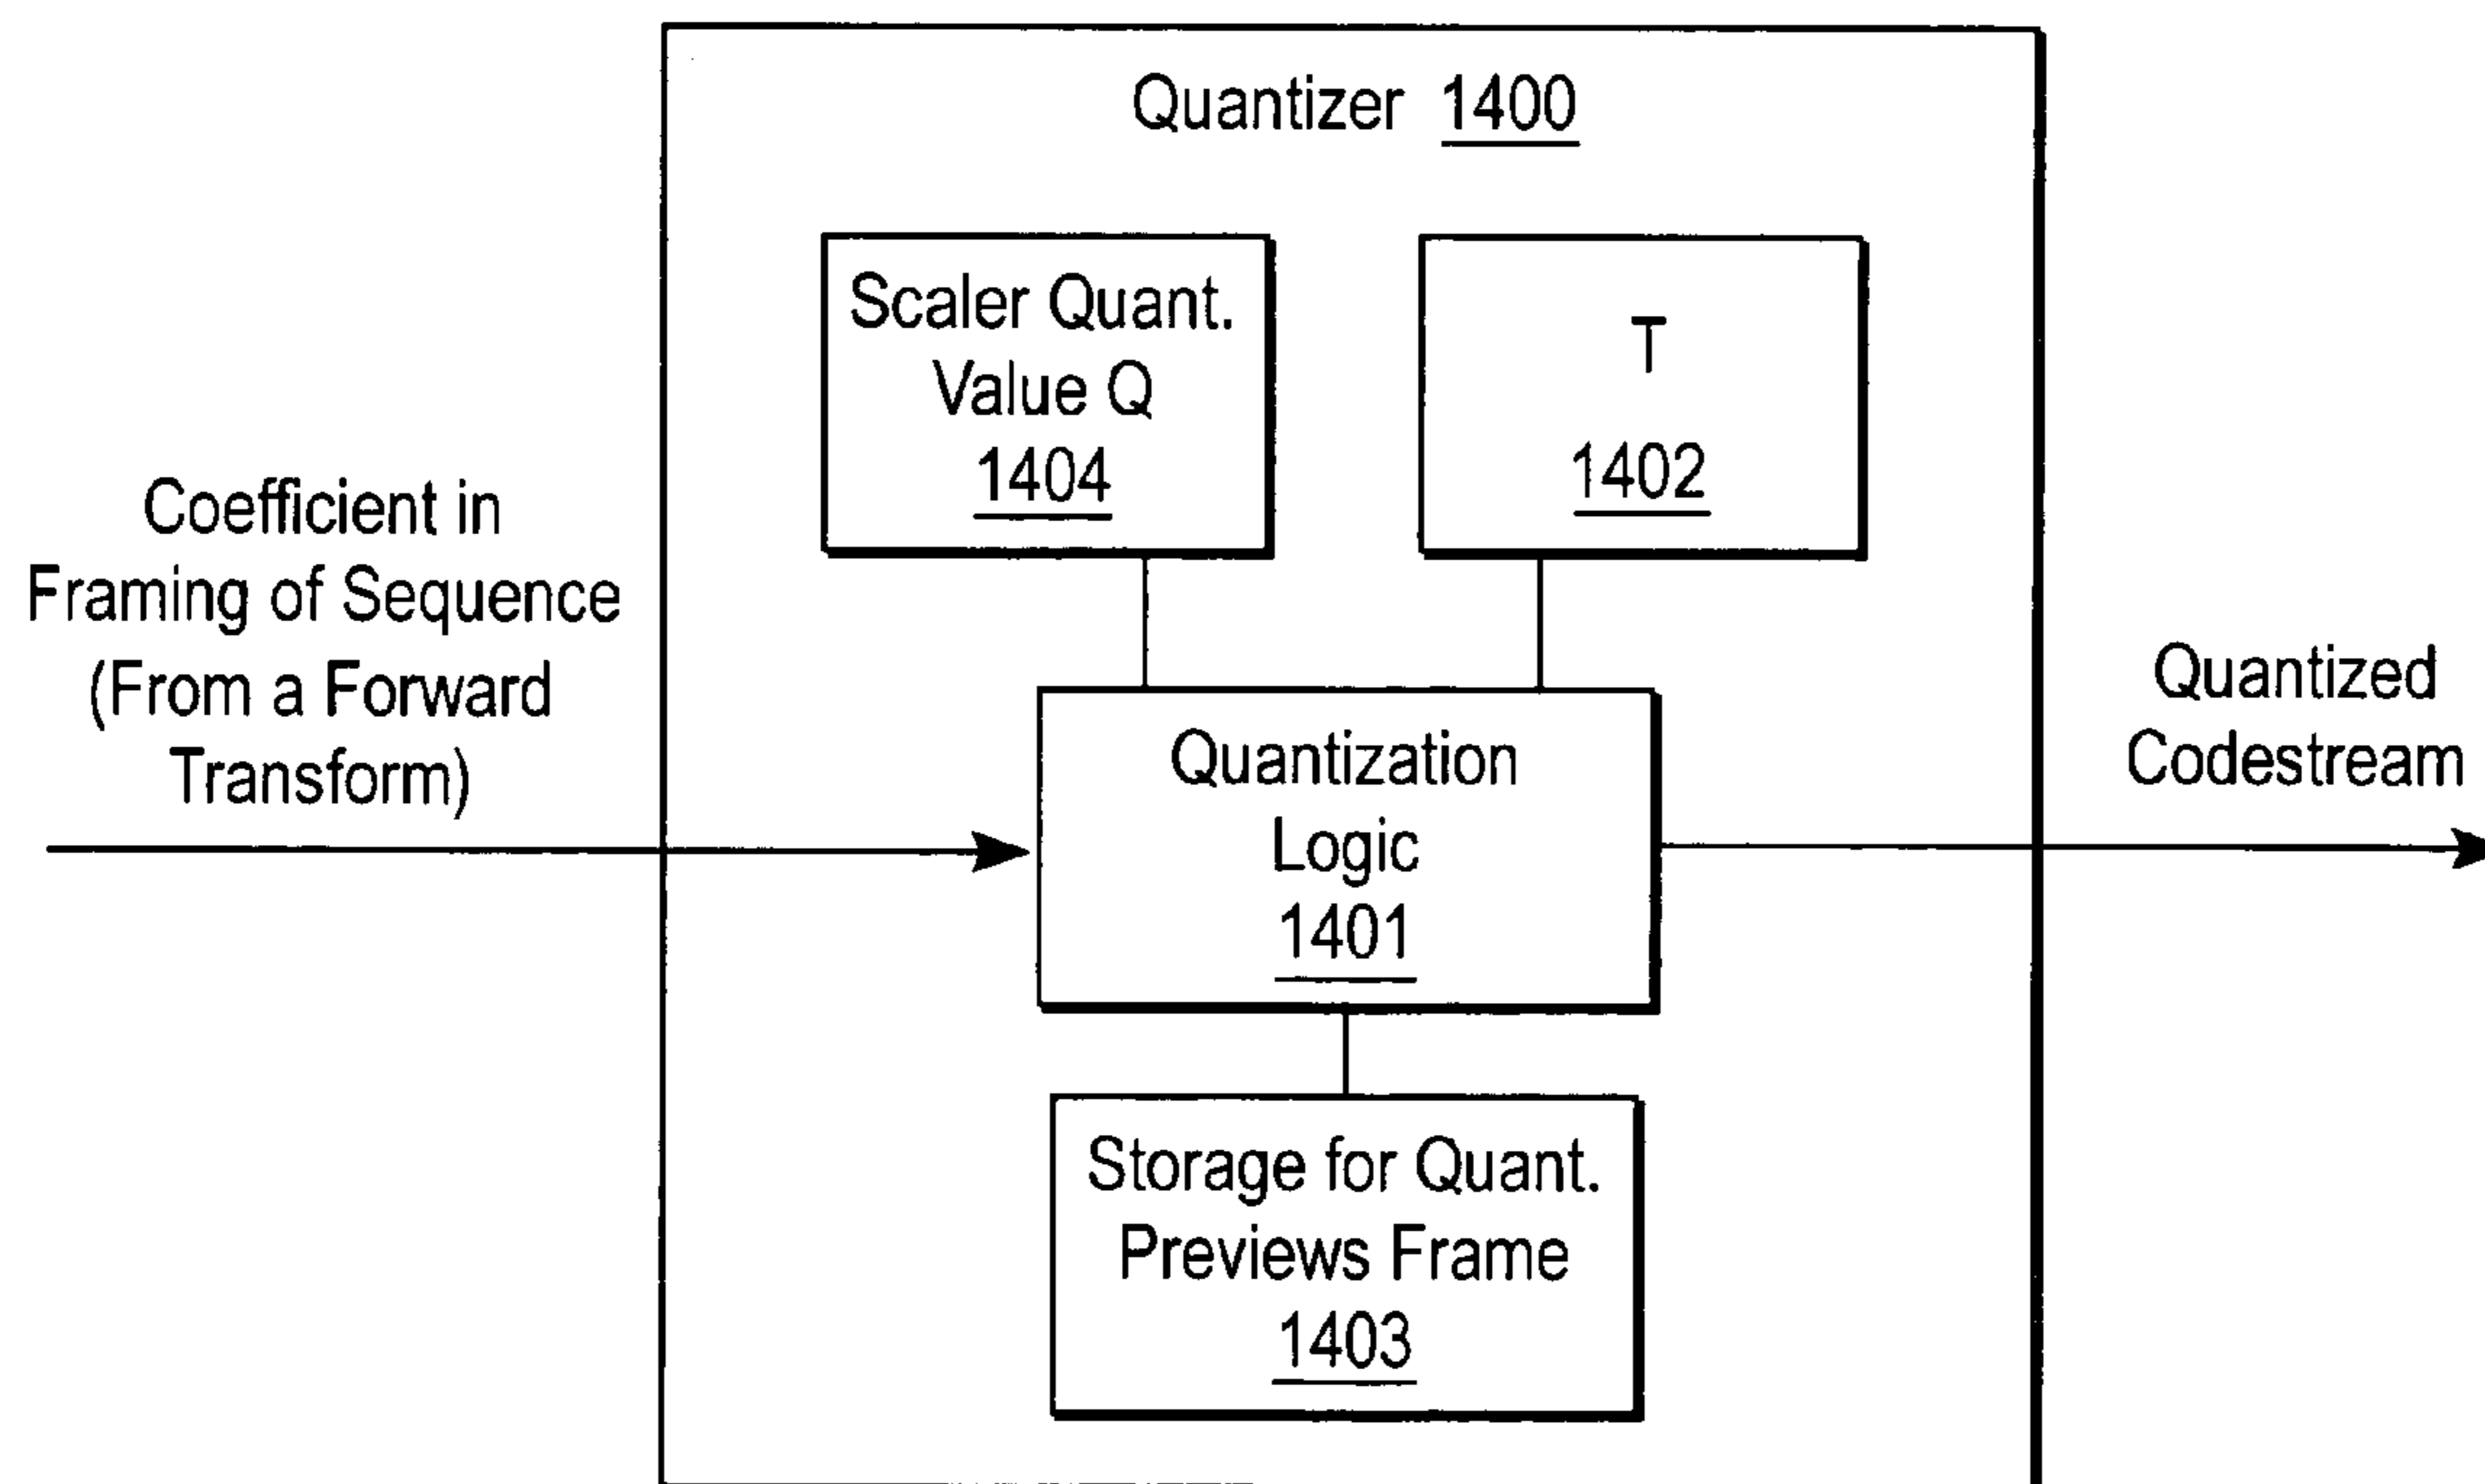 Quantizer 1400
Scaler Quant.
Value Q
1404
T
1402
Coefficient in
Framing of Sequence
(From a Forward
Transform)
Quantization
Logic
1401
Quantized
Codestream
Storage for Quant.
Previews Frame
1403